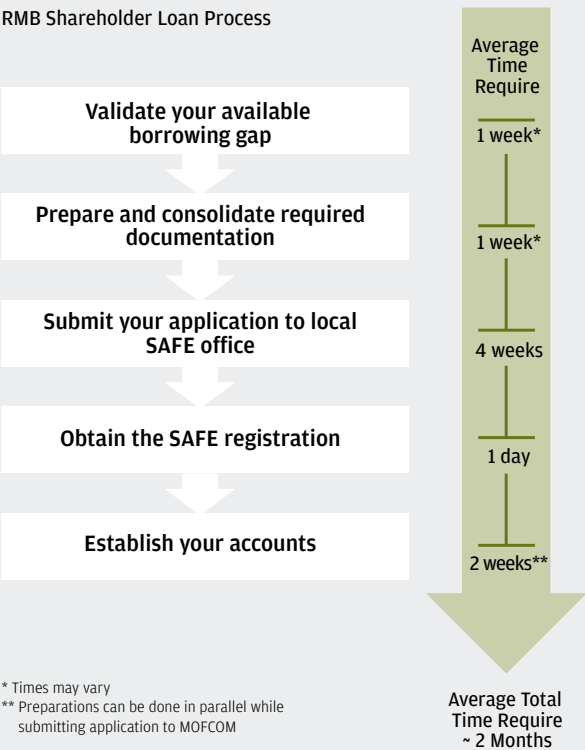 RMB Shareholder Loan Process
Average
Time
Require
Validate your available
borrowing gap
1 week*
Prepare and consolidate required
documentation
1 week*
Submit your application to local
SAFE office
4 weeks
Obtain the SAFE registration
1 day
Establish your accounts
2 weeks**
* Times may vary
** Preparations can be done in parallel while
submitting application to MOFCOM
Average Total
Time Require
~ 2 Months